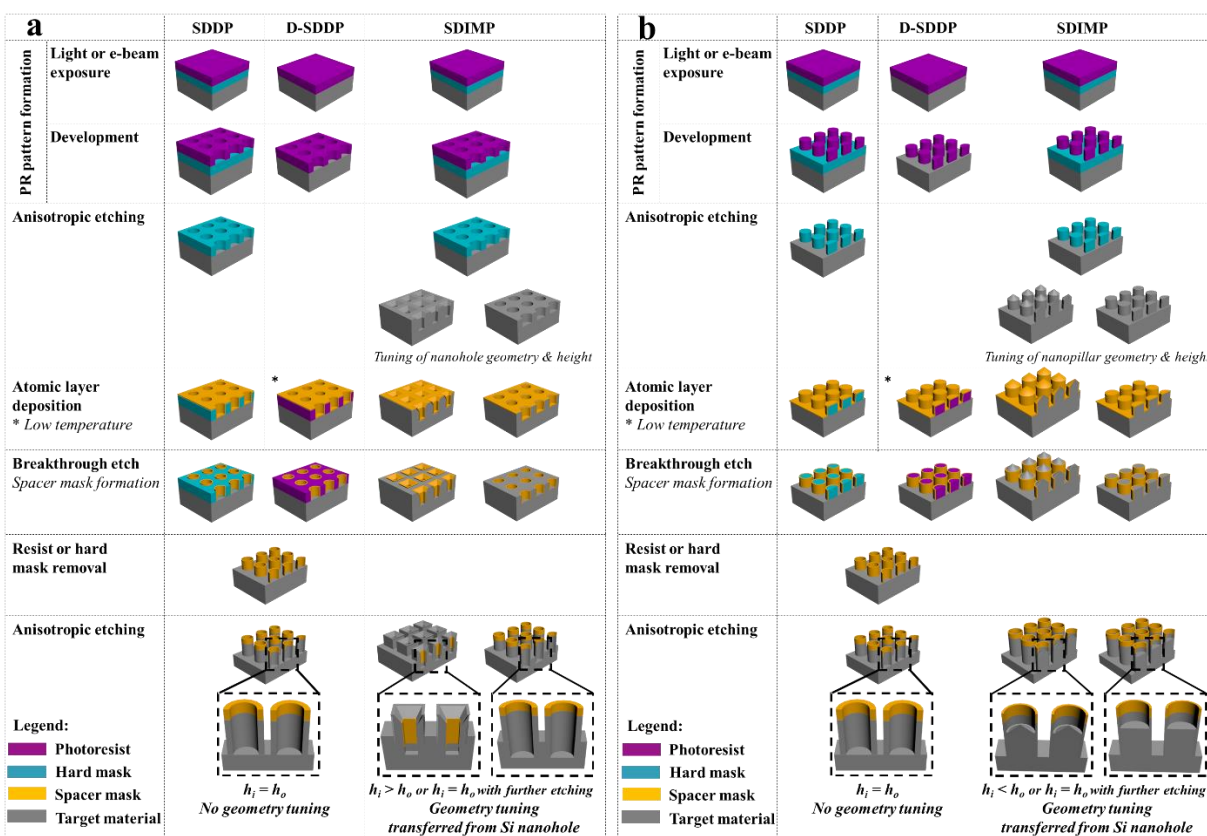 a
SDDP
D-SDDP
SDIMP
PR pattern formation
Light or e-beam
exposure
Development
Anisotropic etching
Tuning of nanohole geometry & height
Atomic layer
deposition
* Low temperature
*
Breakthrough etch
Spacer mask formation
Resist or hard
mask removal
Anisotropic etching
Legend:
Photoresist
Hard mask
Spacer mask
Target material
hᵢ = hₒ
No geometry tuning
hᵢ > hₒ or hᵢ = hₒ with further etching
Geometry tuning
transferred from Si nanohole
b
SDDP
D-SDDP
SDIMP
PR pattern formation
Light or e-beam
exposure
Development
Anisotropic etching
Tuning of nanopillar geometry & height
Atomic layer
deposition
* Low temperature
*
Breakthrough etch
Spacer mask formation
Resist or hard
mask removal
Anisotropic etching
Legend:
Photoresist
Hard mask
Spacer mask
Target material
hᵢ = hₒ
No geometry tuning
hᵢ < hₒ or hᵢ = hₒ with further etching
Geometry tuning
transferred from Si nanohole